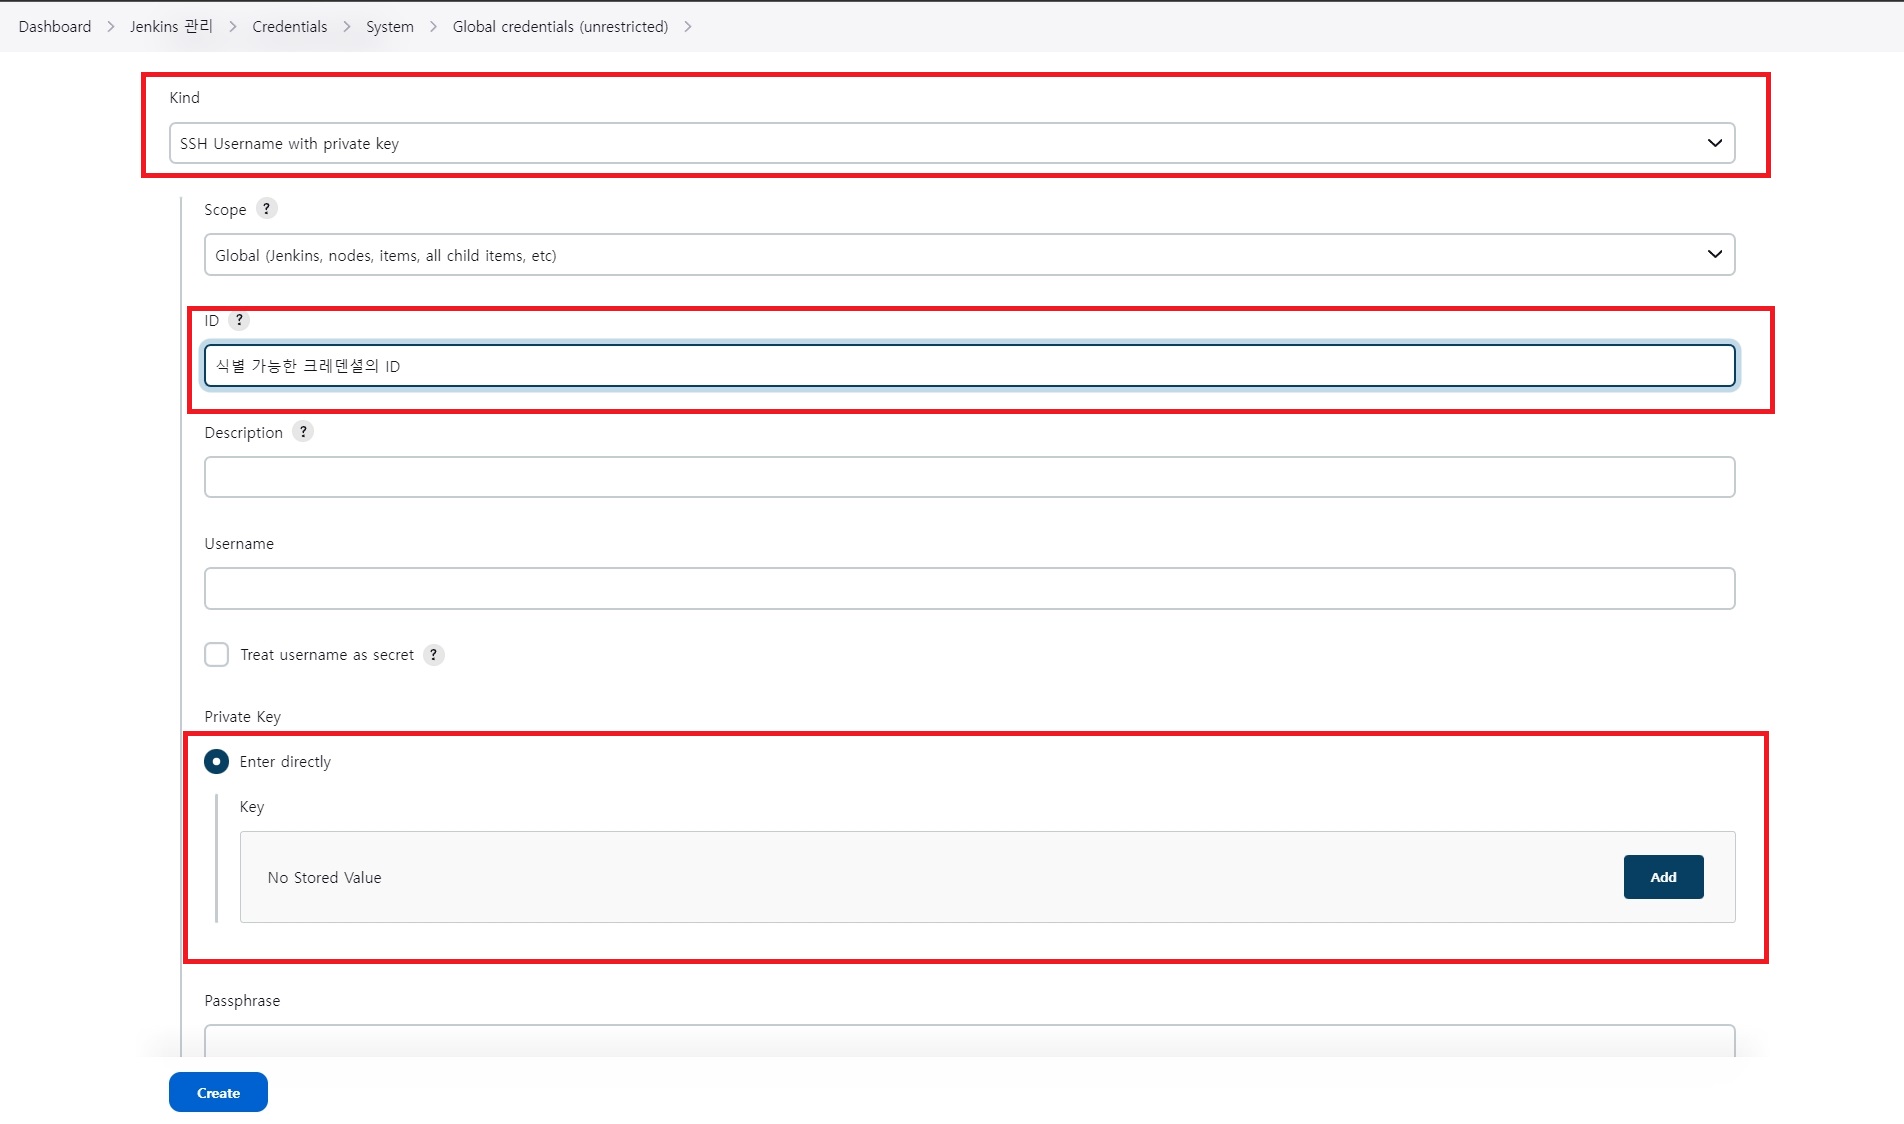 Dashboard > Jenkins 관리 > Credentials > System > Global credentials (unrestricted) >
Kind
SSH Username with private key
Scope ?
Global (Jenkins, nodes, items, all child items, etc)
ID ?
식별 가능한 크레덴셜의 ID
Description ?
Username
Treat username as secret ?
Private Key
Enter directly
Key
No Stored Value
Add
Passphrase
Create